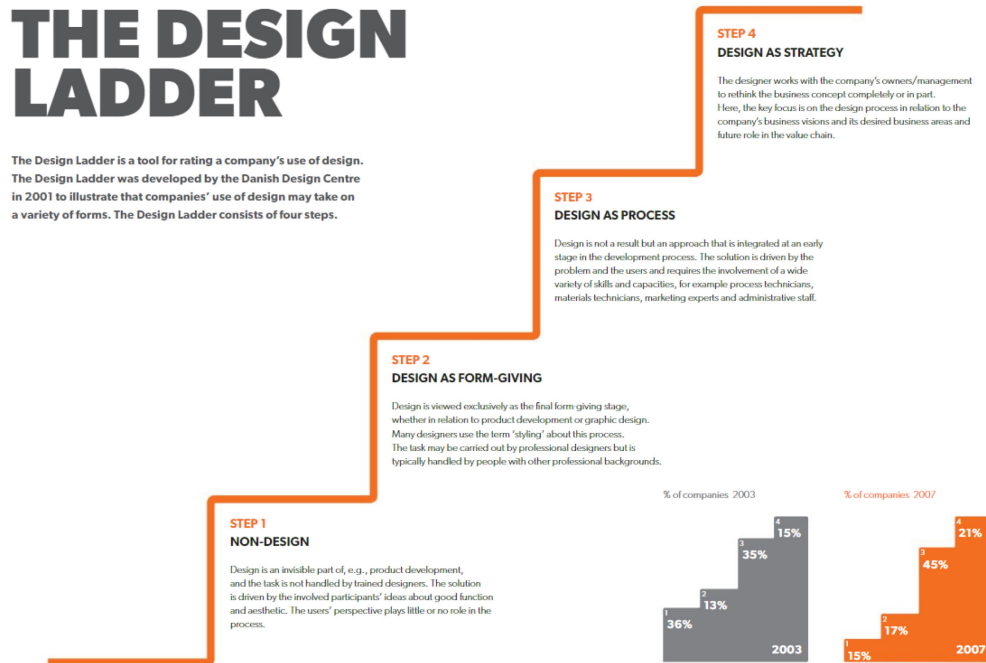 THE DESIGN
LADDER
The Design Ladder is a tool for rating a company's use of design.
The Design Ladder was developed by the Danish Design Centre
in 2001 to illustrate that companies' use of design may take on
a variety of forms. The Design Ladder consists of four steps.
STEP 4
DESIGN AS STRATEGY
The designer works with the company's owners/management
to rethink the business concept completely or in part.
Here, the key focus is on the design process in relation to the
company's business visions and its desired business areas and
future role in the value chain.
STEP 3
DESIGN AS PROCESS
Design is not a result but an approach that is integrated at an early
stage in the development process. The solution is driven by the
problem and the users and requires the involvement of a wide
variety of skills and capacities, for example process technicians,
materials technicians, marketing experts and administrative staff.
STEP 2
DESIGN AS FORM-GIVING
Design is viewed exclusively as the final form-giving stage,
whether in relation to product development or graphic design.
Many designers use the term 'styling' about this process.
The task may be carried out by professional designers but is
typically handled by people with other professional backgrounds.
STEP 1
NON-DESIGN
Design is an invisible part of, e.g., product development,
and the task is not handled by trained designers. The solution
is driven by the involved participants' ideas about good function
and aesthetic. The users' perspective plays little or no role in the
process.
% of companies 2003
4
15%
3
35%
2
13%
1
36%
2003
% of companies 2007
4
21%
3
45%
2
17%
1
15%
2007